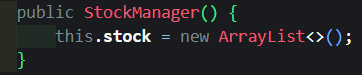 public StockManager() {
this.stock = new ArrayList<>();
}